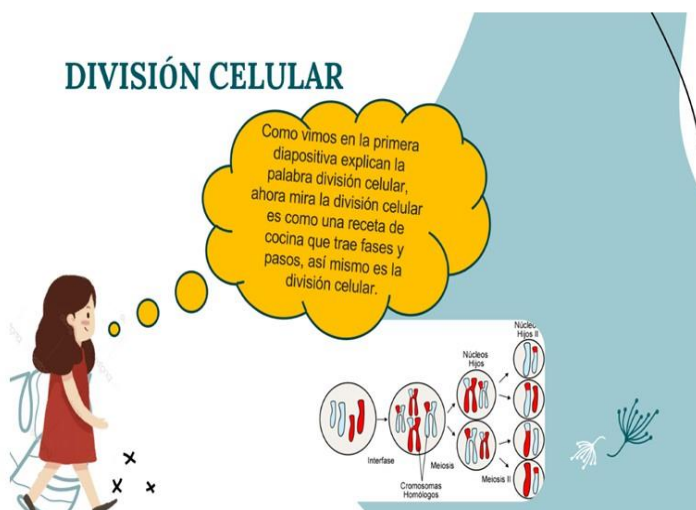 DIVISIÓN CELULAR
Como vimos en la primera
diapositiva explican la
palabra división celular,
ahora mira la división celular
es como una receta de
cocina que trae fases y
pasos, así mismo es la
división celular.
Núcleos
Hijos II
Núcleos
Hijos
Interfase
Meiosis
Meiosis II
Cromosomas
Homólogos